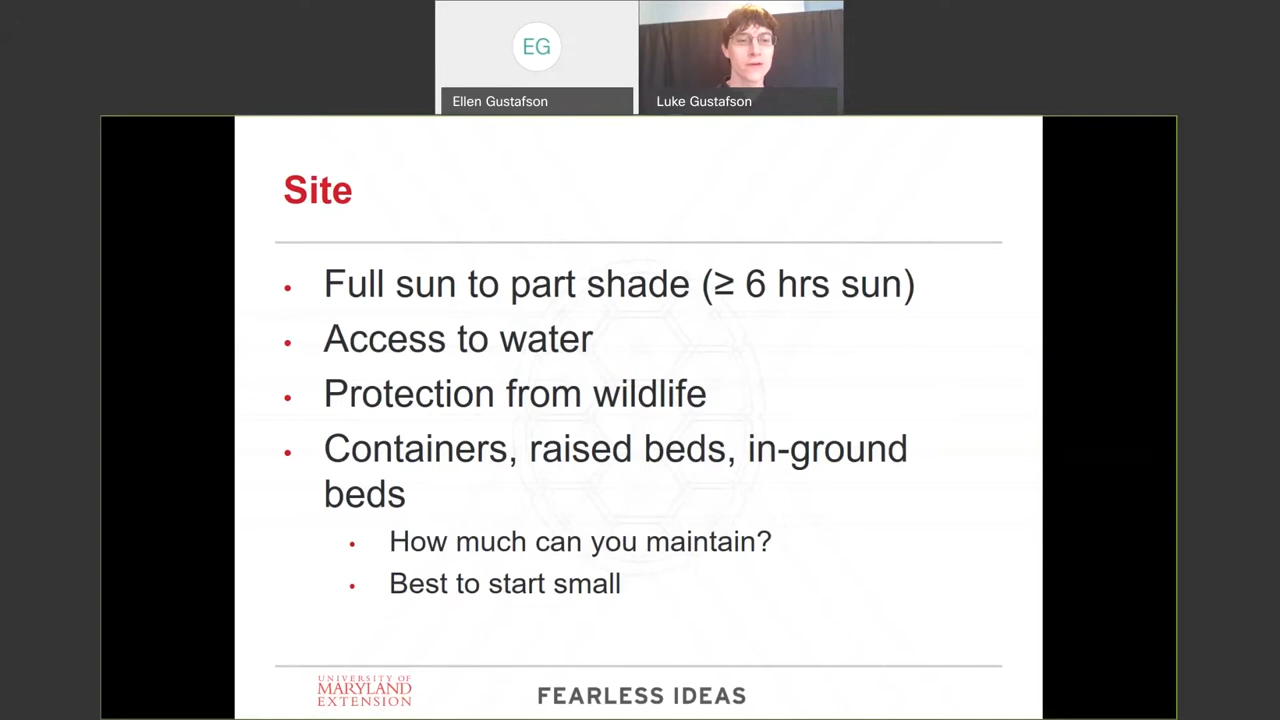 EG
Ellen Gustafson
Luke Gustafson
Site
• Full sun to part shade (≥ 6 hrs sun)
• Access to water
• Protection from wildlife
• Containers, raised beds, in-ground
beds
• How much can you maintain?
• Best to start small
UNIVERSITY OF
MARYLAND
EXTENSION
FEARLESS IDEAS